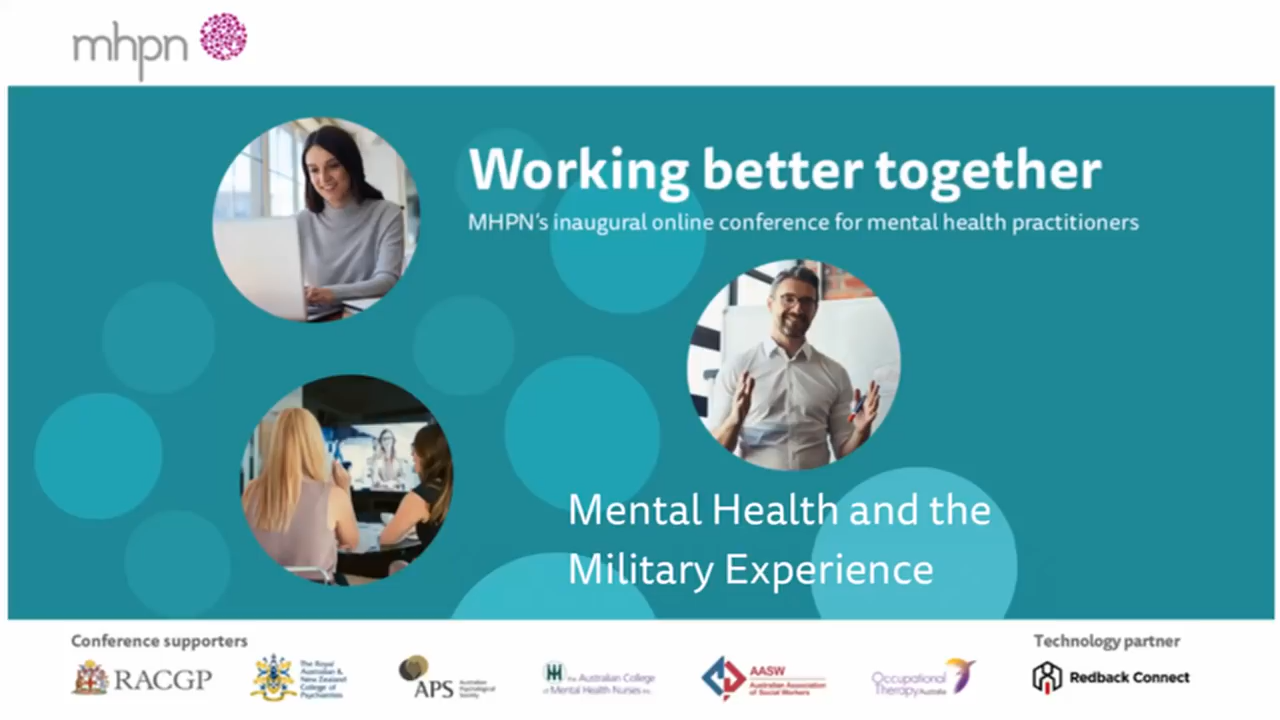 mhpn
Working better together
MHPN's inaugural online conference for mental health practitioners
Mental Health and the
Military Experience
Conference supporters
Technology partner
RACGP
The Royal
Australian &
New Zealand
College of
Psychiatrists
APS
Australian
Psychological
Society
the Australian College
of Mental Health Nurses inc.
AASW
Australian Association
of Social Workers
Occupational
Therapy Australia
Redback Connect